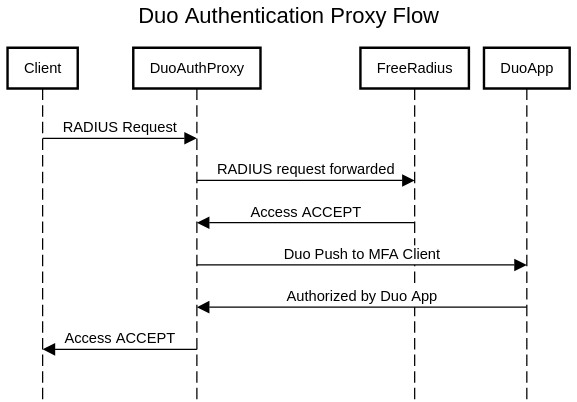 Duo Authentication Proxy Flow
Client
DuoAuthProxy
FreeRadius
DuoApp
RADIUS Request
RADIUS request forwarded
Access ACCEPT
Duo Push to MFA Client
Authorized by Duo App
Access ACCEPT